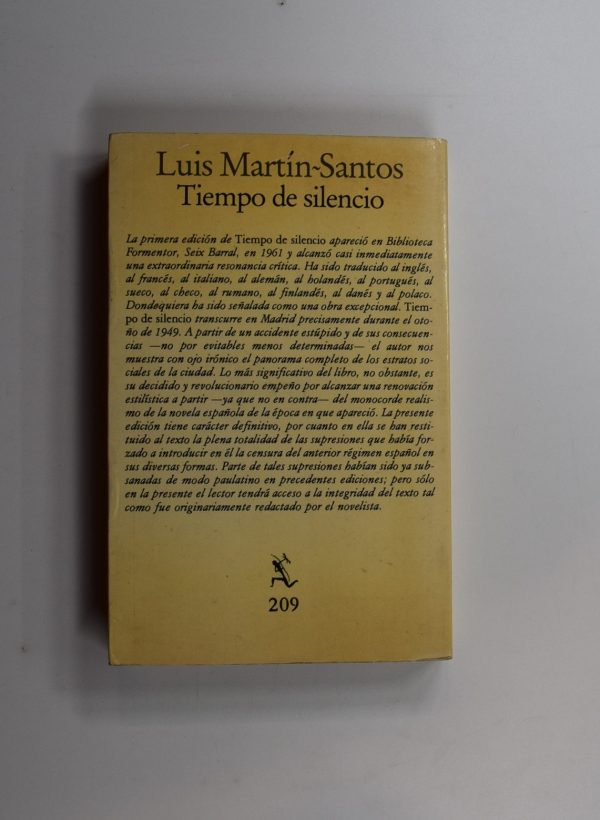 Luis Martín~Santos
Tiempo de silencio
La primera edición de Tiempo de silencio apareció en Biblioteca
Formentor, Seix Barral, en 1961 y alcanzó casi inmediatamente
una extraordinaria resonancia crítica. Ha sido traducido al inglés,
al francés, al italiano, al alemán, al holandés, al portugués, al
sueco, al checo, al rumano, al finlandés, al danés y al polaco.
Dondequiera ha sido señalada como una obra excepcional. Tiem-
po de silencio transcurre en Madrid precisamente durante el oto-
ño de 1949. A partir de un accidente estúpido y de sus consecuen-
cias —no por evitables menos determinadas— el autor nos
muestra con ojo irónico el panorama completo de los estratos so-
ciales de la ciudad. Lo más significativo del libro, no obstante, es
su decidido y revolucionario empeño por alcanzar una renovación
estilística a partir —ya que no en contra— del monocorde realis-
mo de la novela española de la época en que apareció. La presente
edición tiene carácter definitivo, por cuanto en ella se han resti-
tuido al texto la plena totalidad de las supresiones que había for-
zado a introducir en él la censura del anterior régimen español en
sus diversas formas. Parte de tales supresiones habían sido ya sub-
sanadas de modo paulatino en precedentes ediciones; pero sólo
en la presente el lector tendrá acceso a la integridad del texto tal
como fue originariamente redactado por el novelista.
209